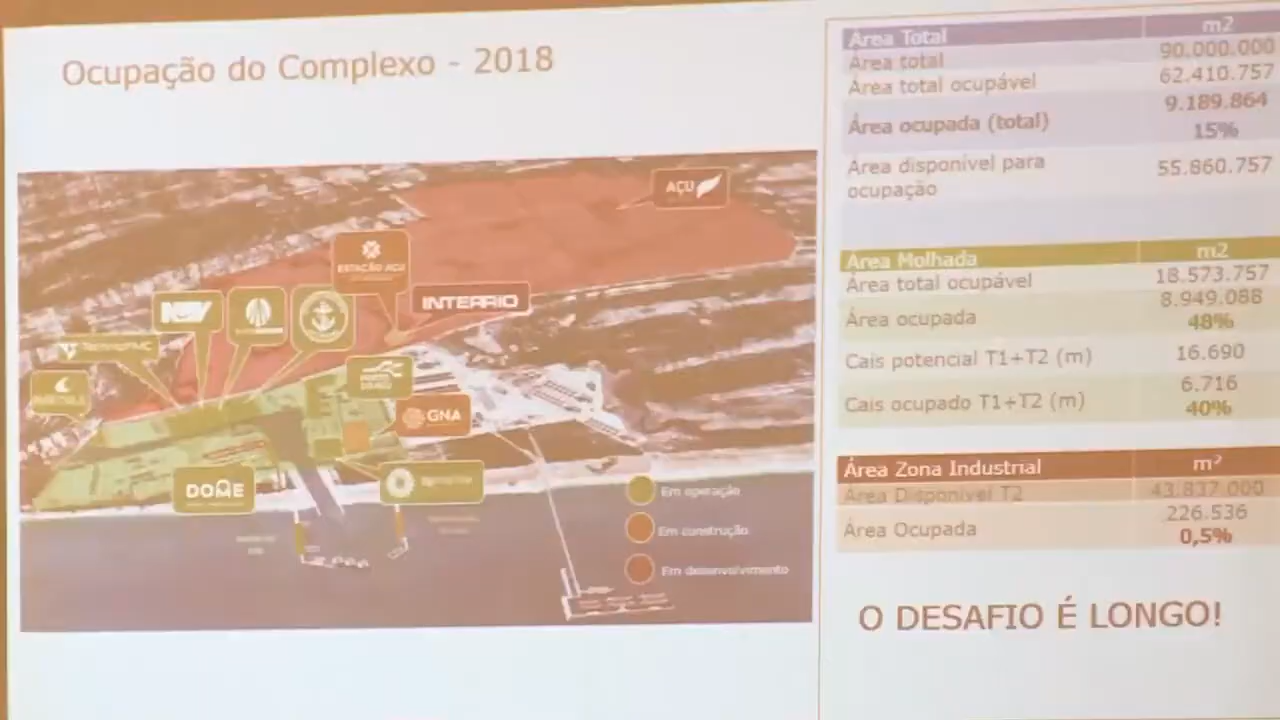 Ocupação do Complexo - 2018
AÇU
ESTAÇÃO AÇU
INTERRIO
NOV
TechnipFMC
GNA
DOME
Em operação
Em construção
Em desenvolvimento
Área Total m2
Área total 90.000.000
Área total ocupável 62.410.757
Área ocupada (total) 9.189.864
15%
Área disponível para 55.860.757
ocupação
Área Molhada m2
Área total ocupável 18.573.757
Área ocupada 8.949.088
48%
Cais potencial T1+T2 (m) 16.690
Cais ocupado T1+T2 (m) 6.716
40%
Área Zona Industrial m²
Área Disponível T2 43.837.000
Área Ocupada 226.536
0,5%
O DESAFIO É LONGO!